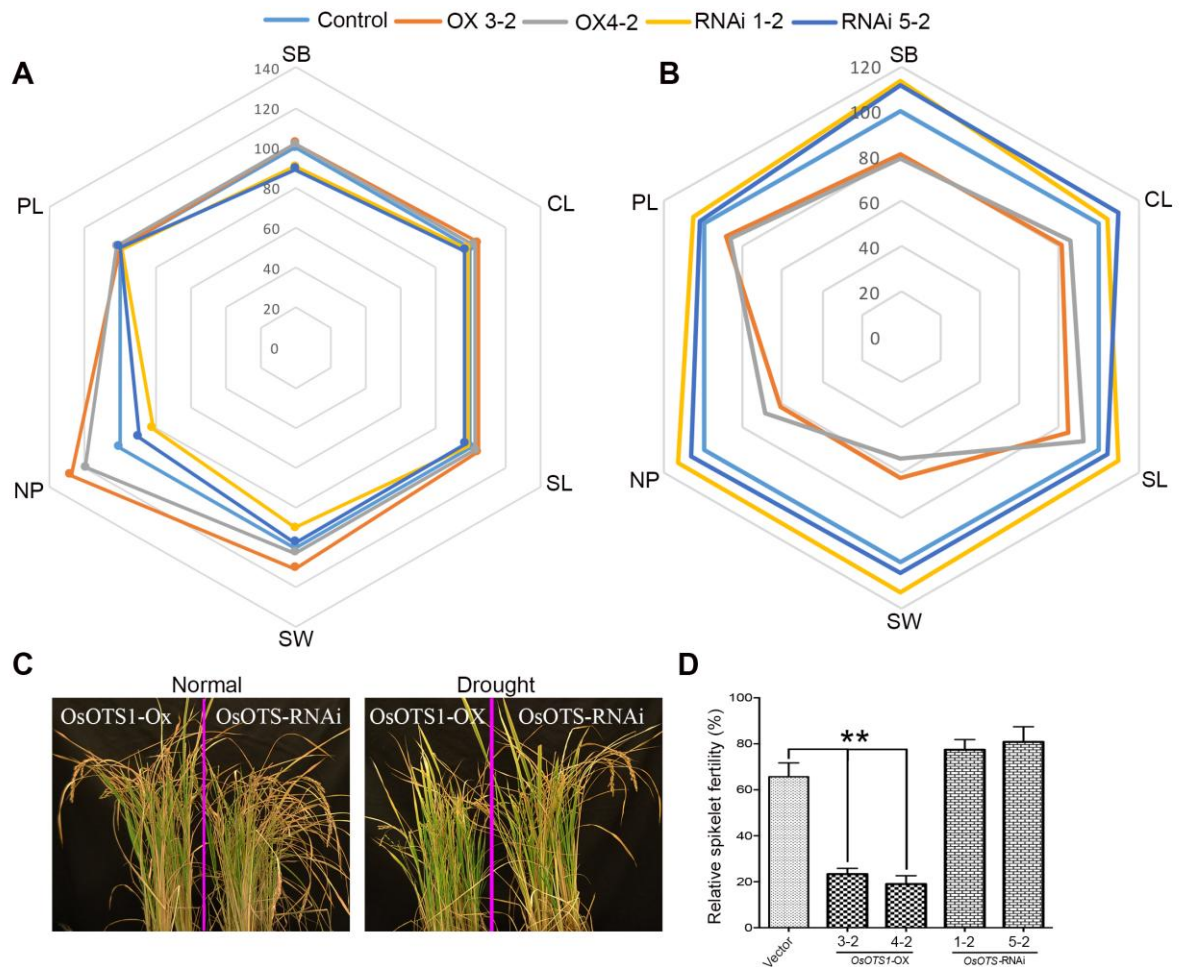 Control OX 3-2 OX4-2 RNAi 1-2 RNAi 5-2
A
SB
140
120
100
80
60
40
20
0
PL
CL
NP
SL
SW
B
SB
120
100
80
60
40
20
0
PL
CL
NP
SL
SW
C
Normal
Drought
OsOTS1-Ox
OsOTS-RNAi
OsOTS1-OX
OsOTS-RNAi
D
Relative spikelet fertility (%)
100
80
60
40
20
0
**
Vector
3-2 4-2 1-2 5-2
OsOTS1-OX OsOTS-RNAi